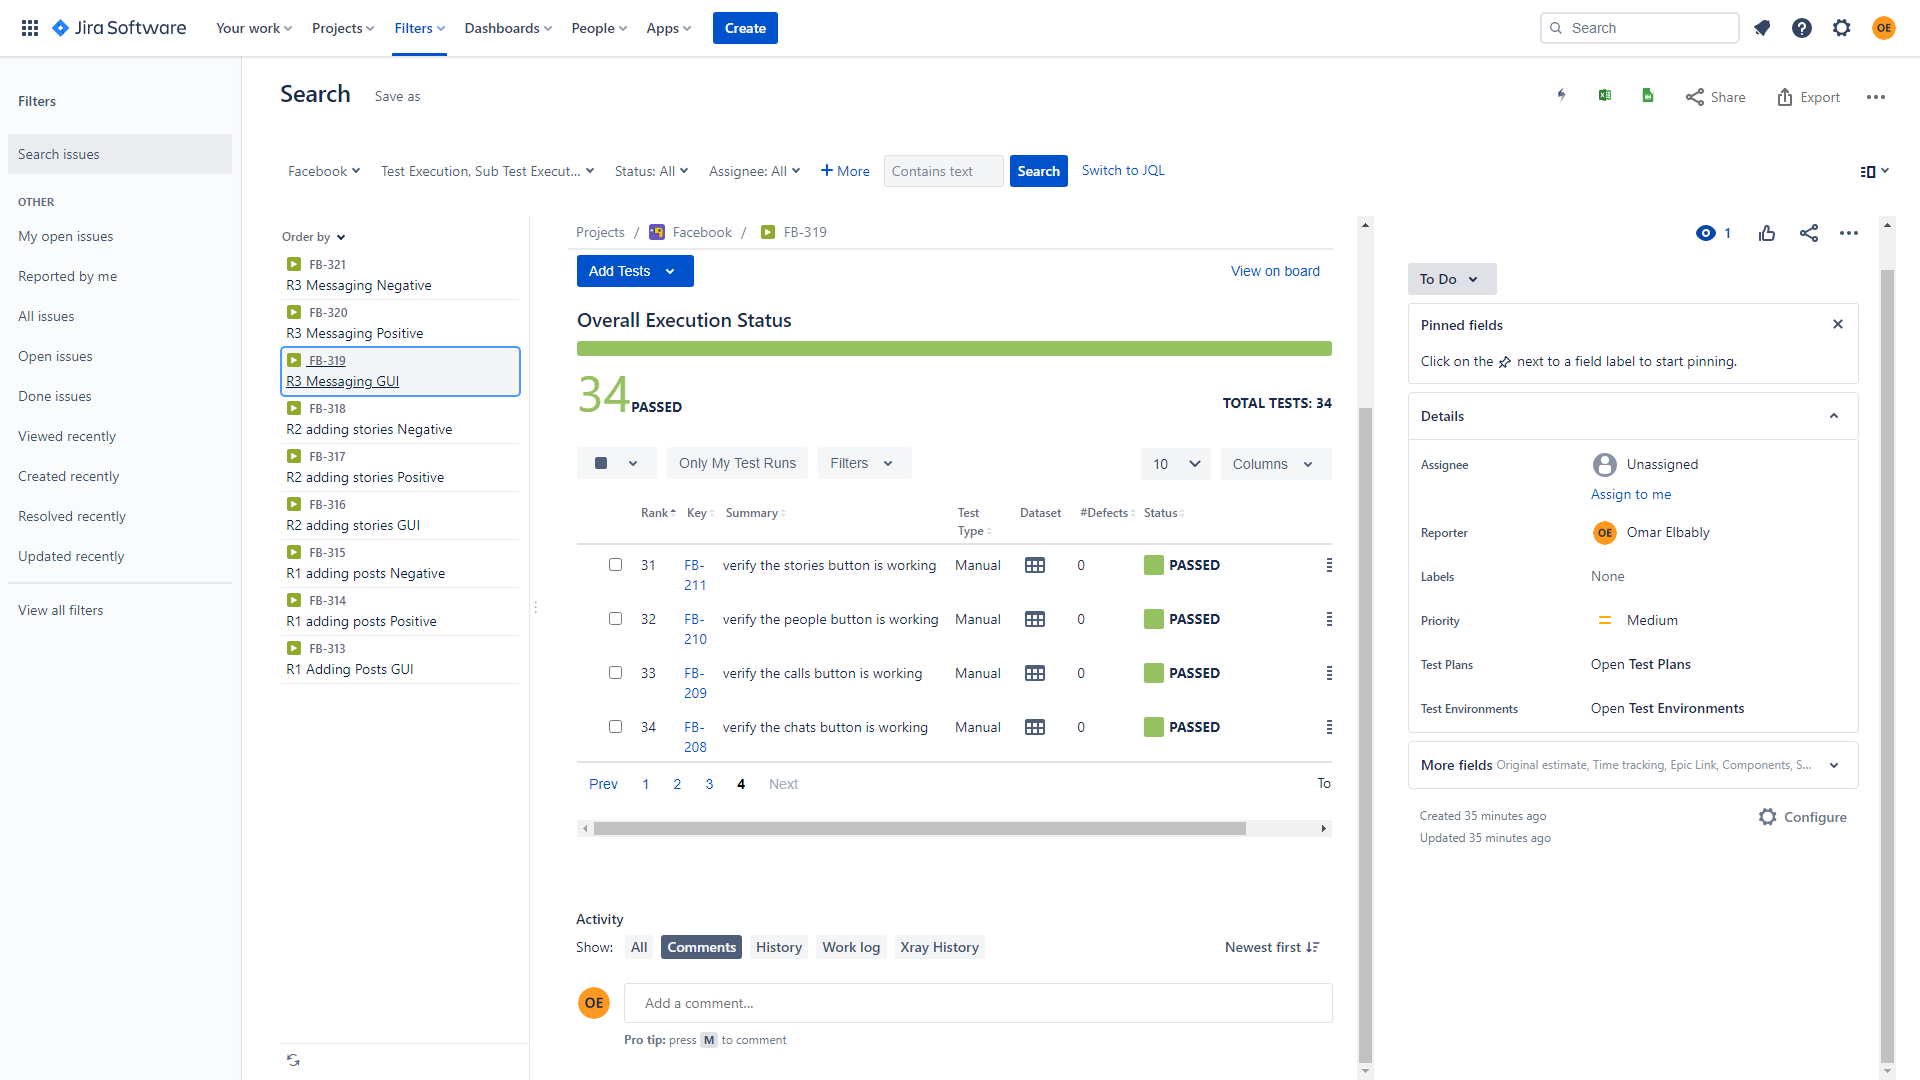 Jira Software
Your work
Projects
Filters
Dashboards
People
Apps
Create
Search
OE
Filters
Search issues
OTHER
My open issues
Reported by me
All issues
Open issues
Done issues
Viewed recently
Created recently
Resolved recently
Updated recently
View all filters
Search
Save as
Share
Export
Facebook
Test Execution, Sub Test Execut...
Status: All
Assignee: All
+ More
Contains text
Search
Switch to JQL
Order by
FB-321
R3 Messaging Negative
FB-320
R3 Messaging Positive
FB-319
R3 Messaging GUI
FB-318
R2 adding stories Negative
FB-317
R2 adding stories Positive
FB-316
R2 adding stories GUI
FB-315
R1 adding posts Negative
FB-314
R1 adding posts Positive
FB-313
R1 Adding Posts GUI
Projects / Facebook / FB-319
Add Tests
View on board
Overall Execution Status
34 PASSED
TOTAL TESTS: 34
Only My Test Runs
Filters
10
Columns
Rank Key Summary Test Type Dataset #Defects Status
31 FB-211 verify the stories button is working Manual 0 PASSED
32 FB-210 verify the people button is working Manual 0 PASSED
33 FB-209 verify the calls button is working Manual 0 PASSED
34 FB-208 verify the chats button is working Manual 0 PASSED
Prev 1 2 3 4 Next
To
Activity
Show: All Comments History Work log Xray History
Newest first
OE
Add a comment...
Pro tip: press M to comment
1
To Do
Pinned fields
Click on the next to a field label to start pinning.
Details
Assignee
Unassigned
Assign to me
Reporter
OE Omar Elbably
Labels
None
Priority
Medium
Test Plans
Open Test Plans
Test Environments
Open Test Environments
More fields Original estimate, Time tracking, Epic Link, Components, S...
Created 35 minutes ago
Updated 35 minutes ago
Configure